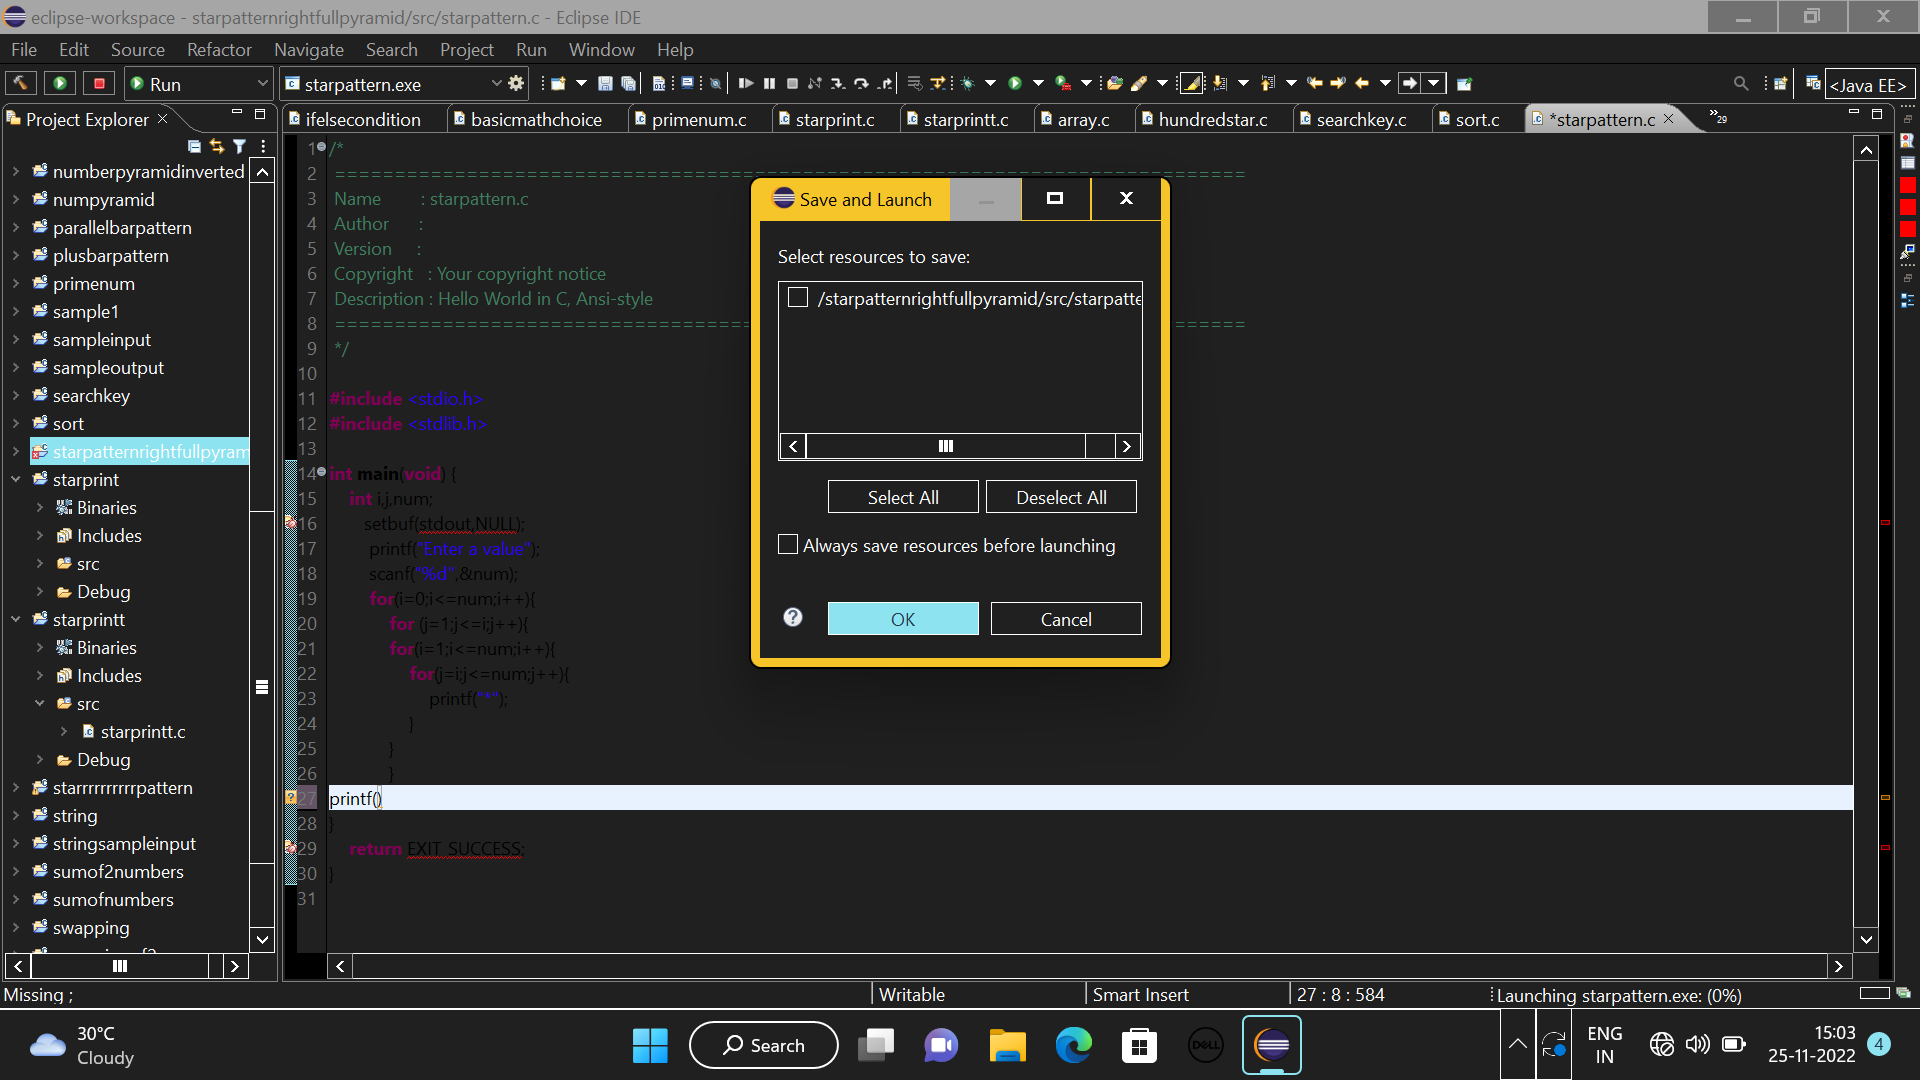 eclipse-workspace - starpatternrightfullpyramid/src/starpattern.c - Eclipse IDE
File Edit Source Refactor Navigate Search Project Run Window Help
Run
starpattern.exe
<Java EE>
Project Explorer
ifelsecondition
basicmathchoice
primenum.c
starprint.c
starprintt.c
array.c
hundredstar.c
searchkey.c
sort.c
*starpattern.c
»29
numberpyramidinverted
numpyramid
parallelbarpattern
plusbarpattern
primenum
sample1
sampleinput
sampleoutput
searchkey
sort
starpatternrightfullpyram
starprint
Binaries
Includes
src
Debug
starprintt
Binaries
Includes
src
starprintt.c
Debug
starrrrrrrrrpattern
string
stringsampleinput
sumof2numbers
sumofnumbers
swapping
1 /*
2 ============================================================================
3 Name : starpattern.c
4 Author :
5 Version :
6 Copyright : Your copyright notice
7 Description : Hello World in C, Ansi-style
8 ============================================================================
9 */
10
11 #include <stdio.h>
12 #include <stdlib.h>
13
14 int main(void) {
15 int i,j,num;
16 setbuf(stdout,NULL);
17 printf("Enter a value");
18 scanf("%d",&num);
19 for(i=0;i<=num;i++){
20 for (j=1;j<=i;j++){
21 for(i=1;i<=num;i++){
22 for(j=i;j<=num;j++){
23 printf("*");
24 }
25 }
26 }
27 printf()
28 }
29 return EXIT_SUCCESS;
30 }
31
Save and Launch
Select resources to save:
/starpatternrightfullpyramid/src/starpatte
Select All
Deselect All
Always save resources before launching
OK
Cancel
Missing ;
Writable
Smart Insert
27 : 8 : 584
Launching starpattern.exe: (0%)
30°C
Cloudy
Search
DELL
ENG
IN
15:03
25-11-2022
4